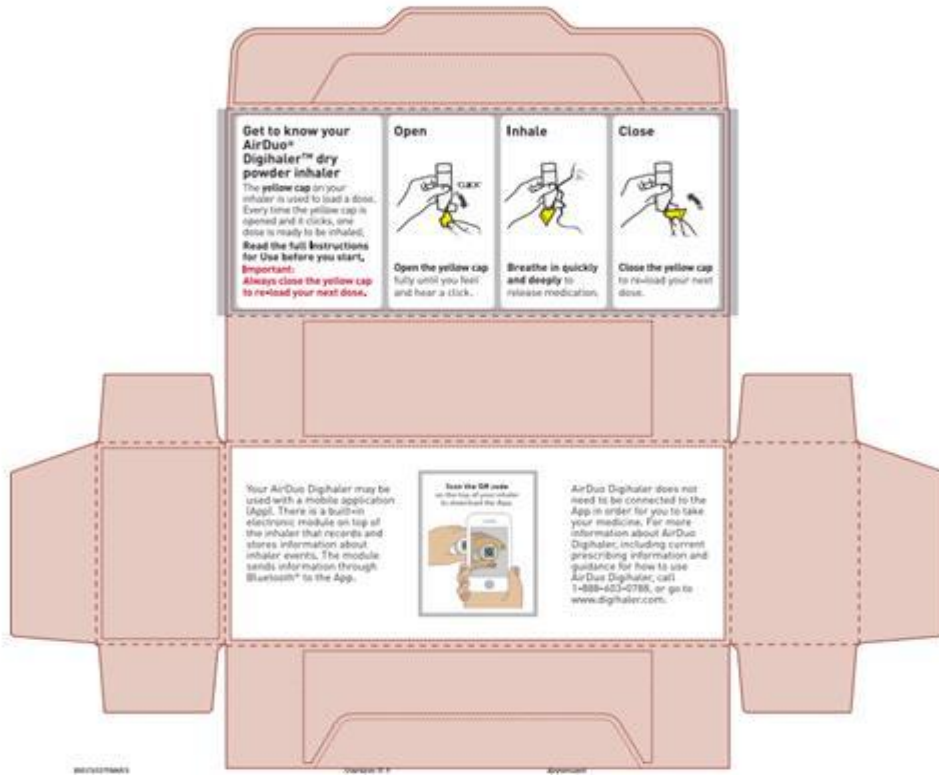 Get to know your
AirDuo®
Digihaler™ dry
powder inhaler
The yellow cap on your
inhaler is used to load a dose.
Every time the yellow cap is
opened and it clicks, one
dose is ready to be inhaled.
Read the full Instructions
for Use before you start.
Important:
Always close the yellow cap
to re-load your next dose.
Open
"CLICK"
Open the yellow cap
fully until you feel
and hear a click.
Inhale
Breathe in quickly
and deeply to
release medication.
Close
Close the yellow cap
to re-load your next
dose.
Your AirDuo Digihaler may be
used with a mobile application
(App). There is a built-in
electronic module on top of
the inhaler that records and
stores information about
inhaler events. The module
sends information through
Bluetooth® to the App.
Scan the QR code
on the top of your inhaler
to download the App
AirDuo Digihaler does not
need to be connected to the
App in order for you to take
your medicine. For more
information about AirDuo
Digihaler, including current
prescribing information and
guidance for how to use
AirDuo Digihaler, call
1-888-603-0788, or go to
www.digihaler.com.